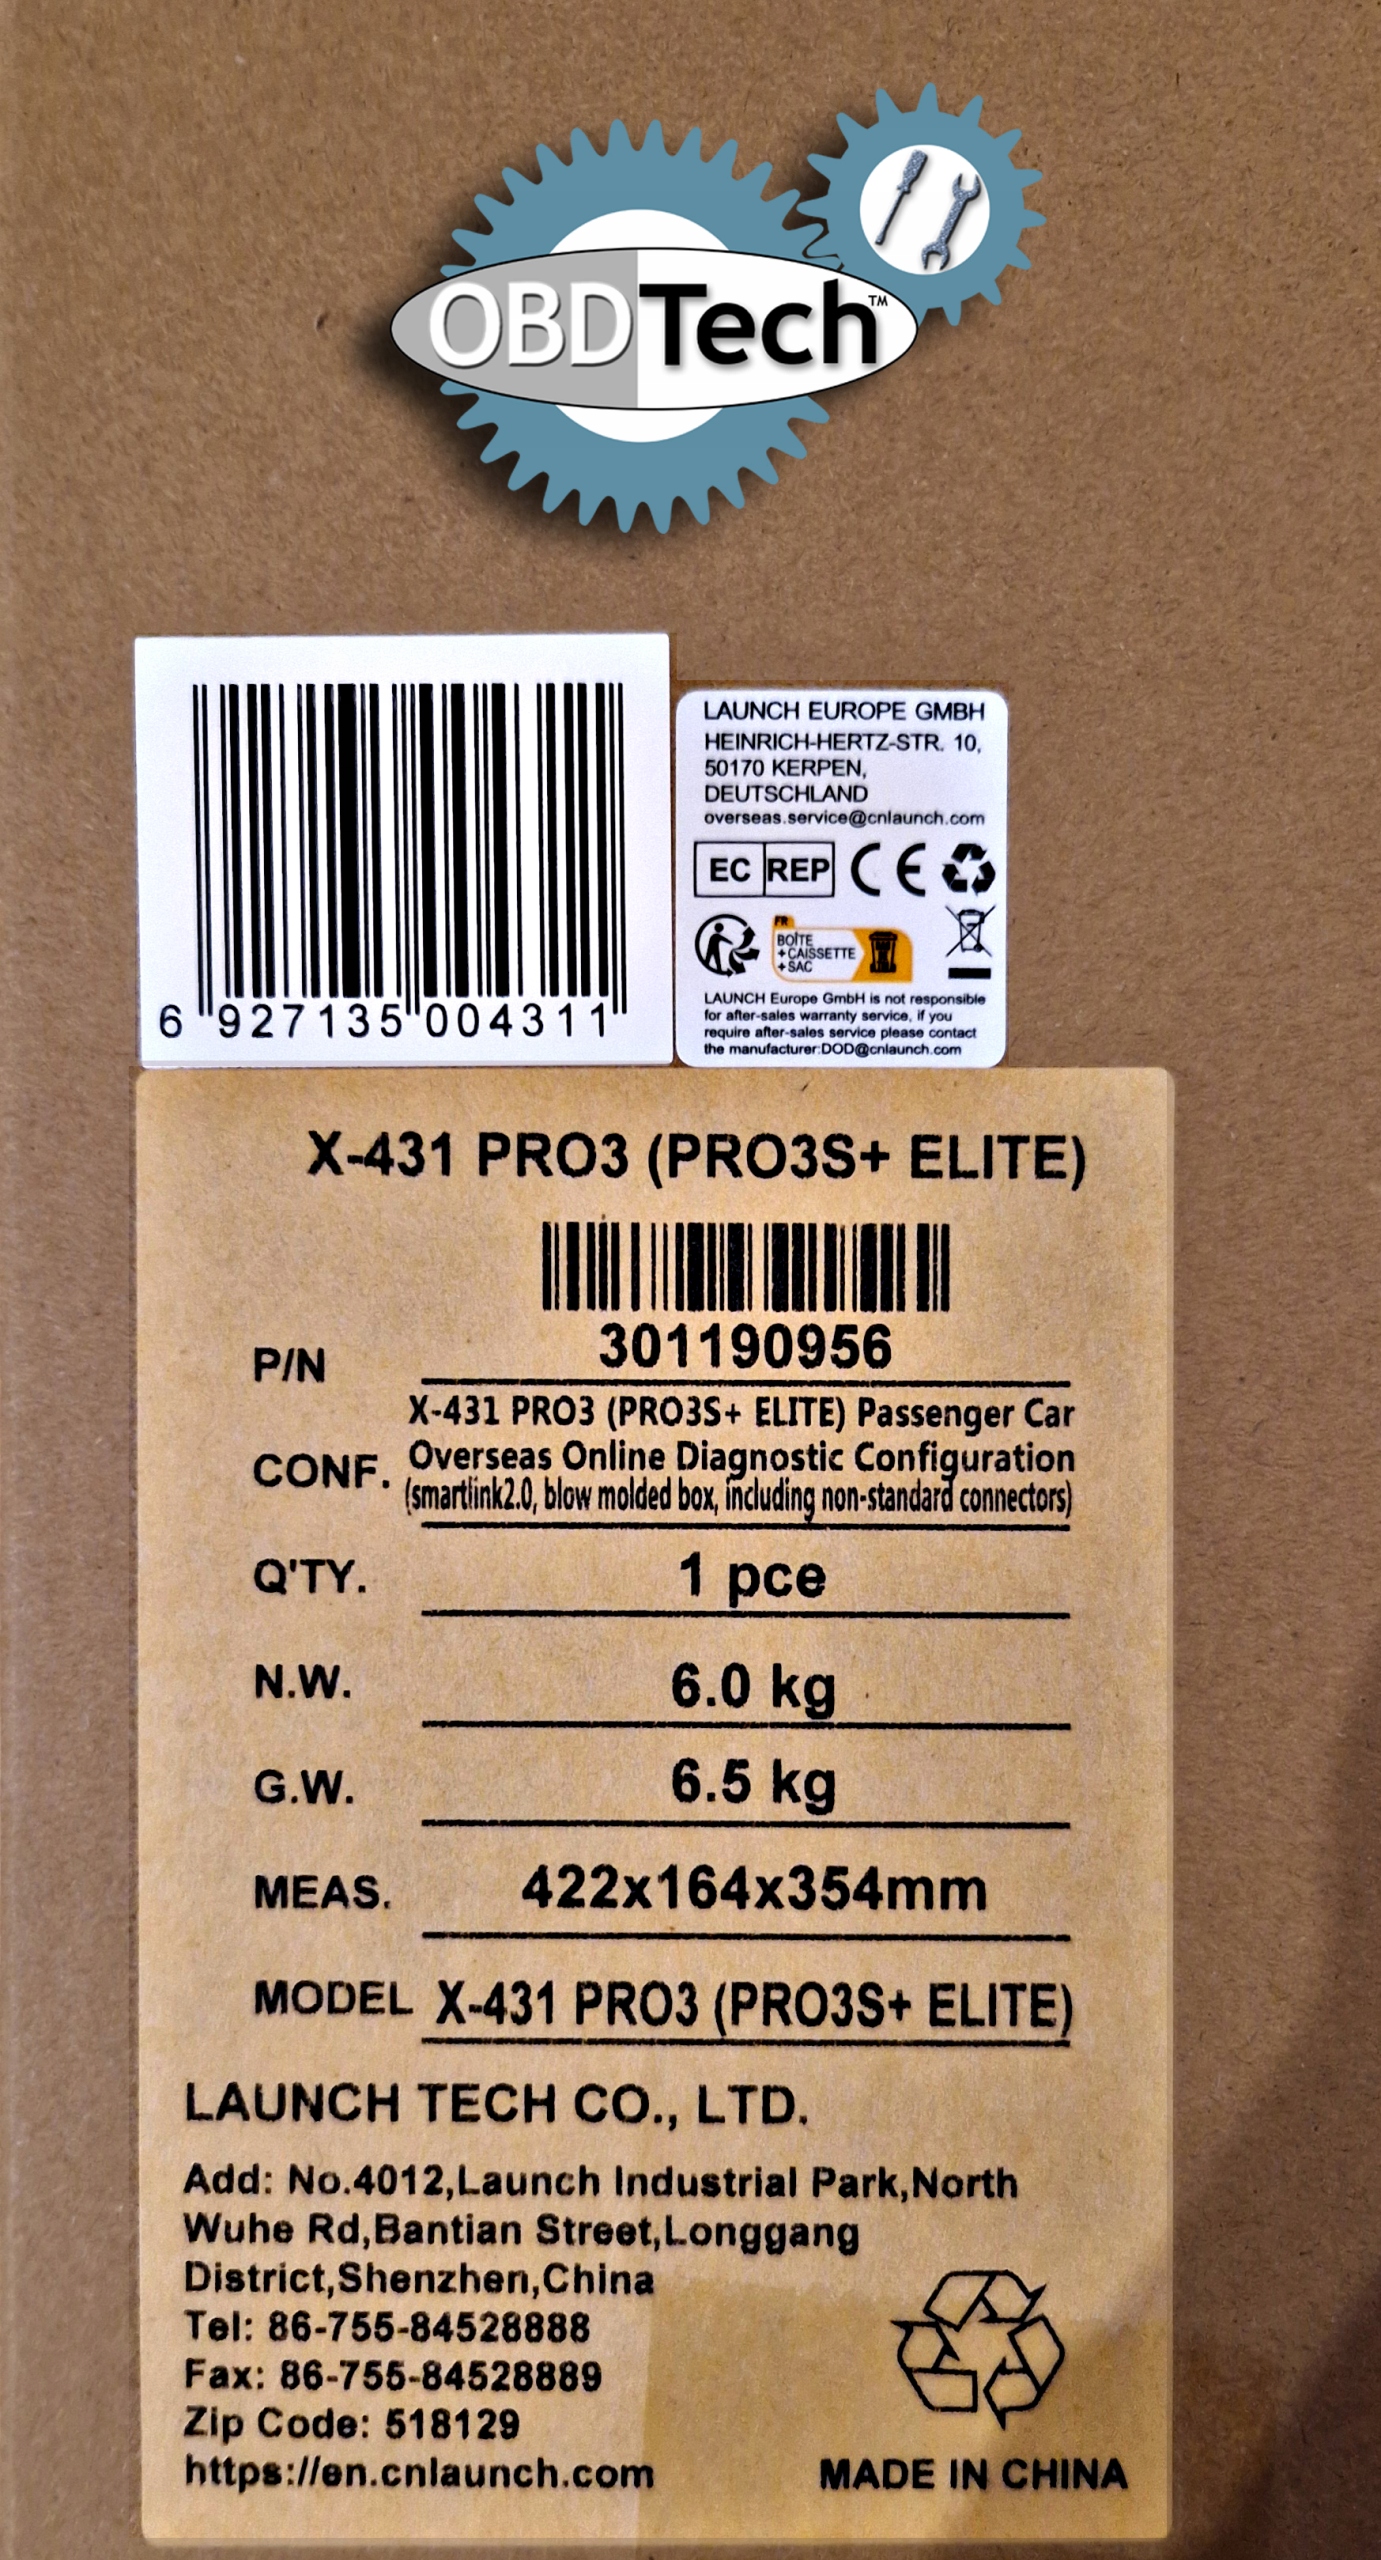 OBDTech™
6 927135 004311
LAUNCH EUROPE GMBH
HEINRICH-HERTZ-STR. 10,
50170 KERPEN,
DEUTSCHLAND
overseas.service@cnlaunch.com
EC REP CE
FR
BOÎTE
+CAISSETTE
+SAC
LAUNCH Europe GmbH is not responsible
for after-sales warranty service, if you
require after-sales service please contact
the manufacturer:DOD@cnlaunch.com
X-431 PRO3 (PRO3S+ ELITE)
P/N 301190956
X-431 PRO3 (PRO3S+ ELITE) Passenger Car
CONF. Overseas Online Diagnostic Configuration
(smartlink2.0, blow molded box, including non-standard connectors)
Q'TY. 1 pce
N.W. 6.0 kg
G.W. 6.5 kg
MEAS. 422x164x354mm
MODEL X-431 PRO3 (PRO3S+ ELITE)
LAUNCH TECH CO., LTD.
Add: No.4012,Launch Industrial Park,North
Wuhe Rd,Bantian Street,Longgang
District,Shenzhen,China
Tel: 86-755-84528888
Fax: 86-755-84528889
Zip Code: 518129
https://en.cnlaunch.com
MADE IN CHINA